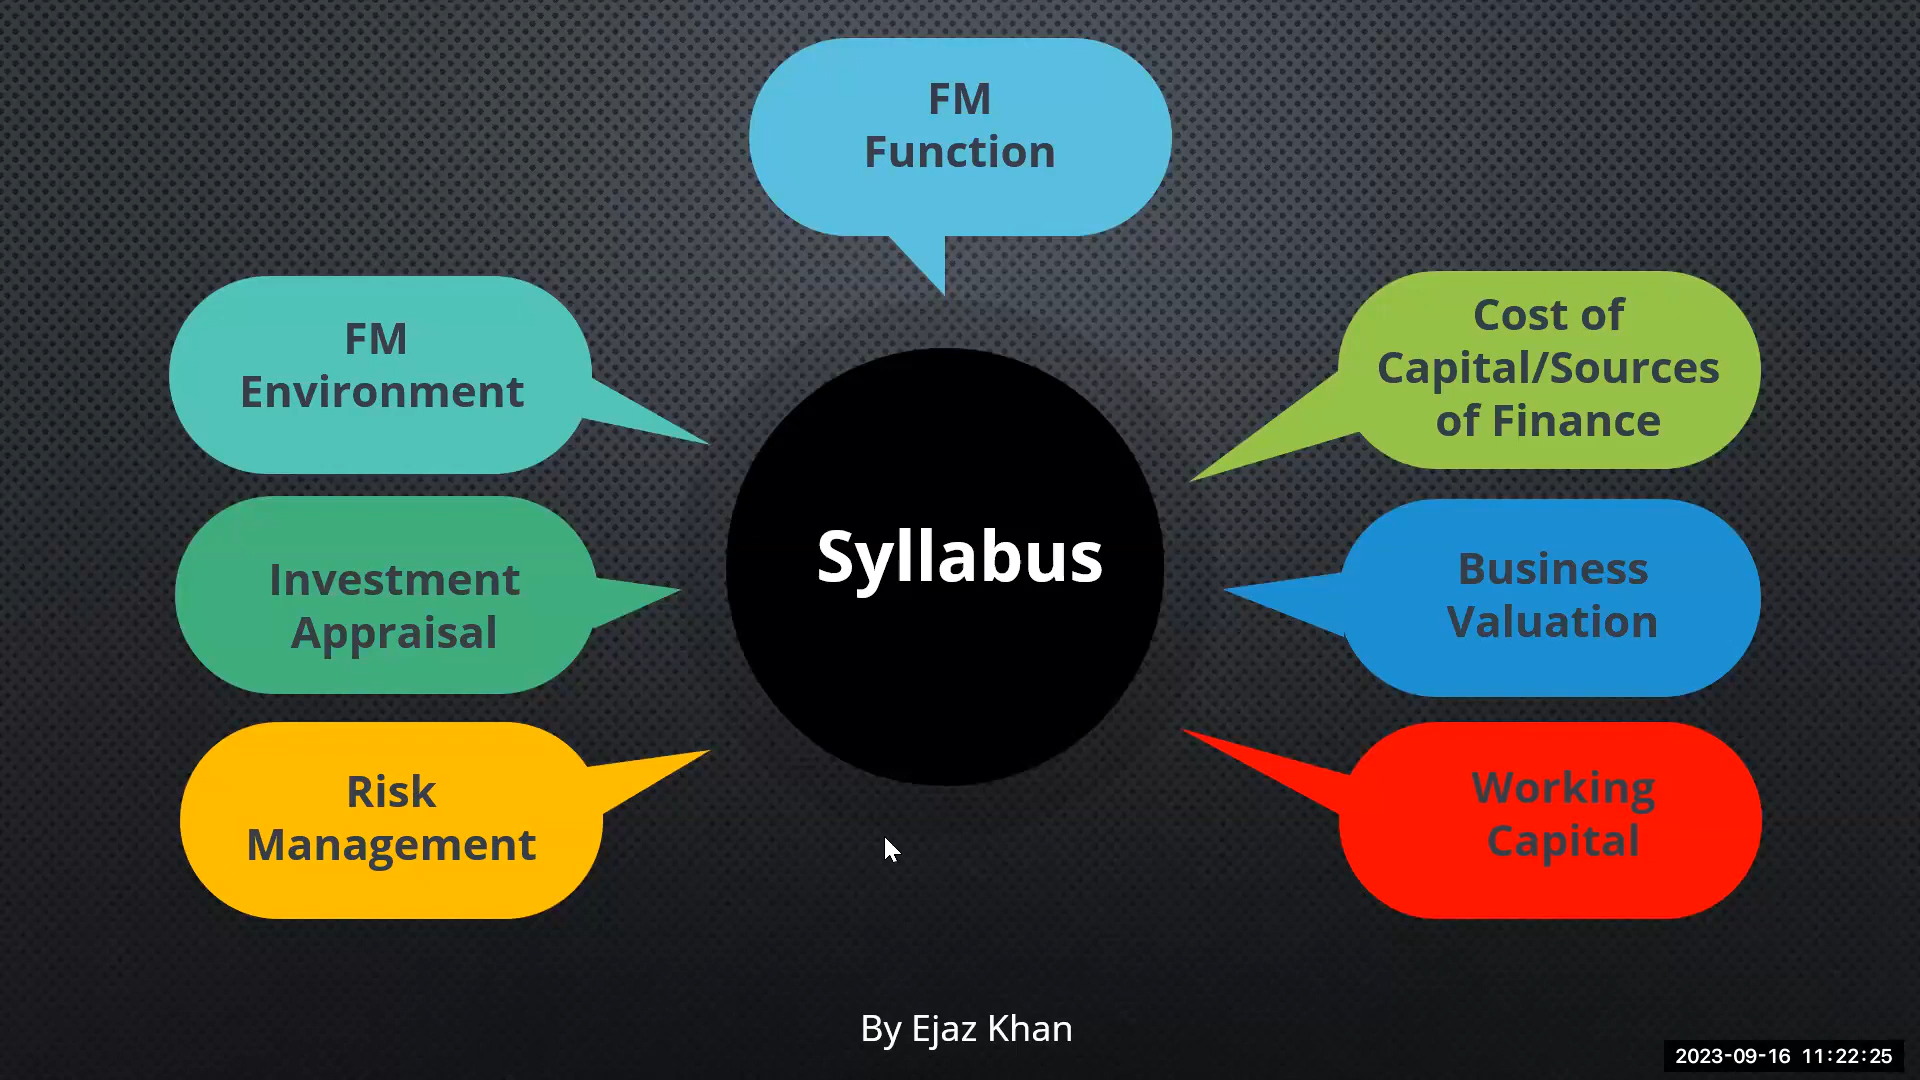 FM
Function
FM
Environment
Cost of
Capital/Sources
of Finance
Investment
Appraisal
Syllabus
Business
Valuation
Risk
Management
Working
Capital
By Ejaz Khan
2023-09-16 11:22:25